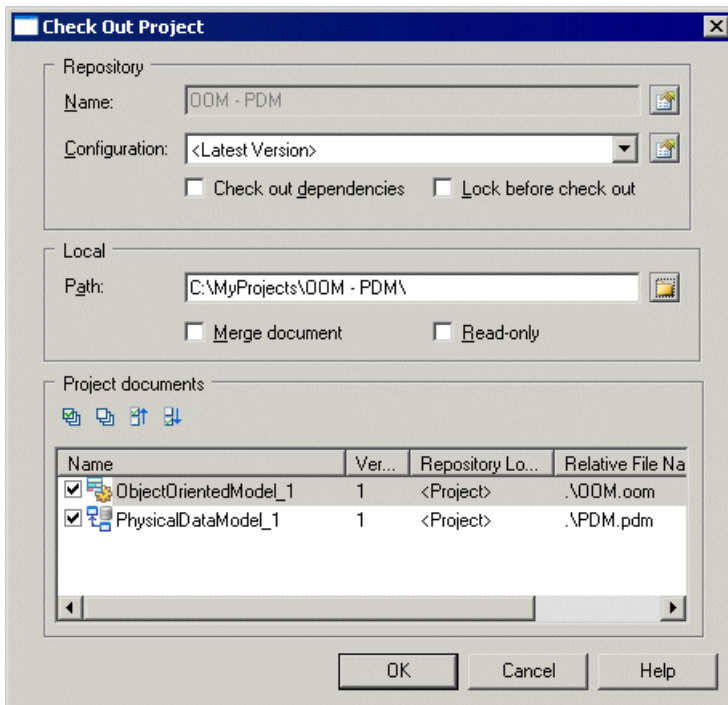 Check Out Project
Repository
Name: OOM - PDM
Configuration: <Latest Version>
Check out dependencies Lock before check out
Local
Path: C:\MyProjects\OOM - PDM\
Merge document Read-only
Project documents
Name Ver... Repository Lo... Relative File Na
ObjectOrientedModel_1 1 <Project> .\OOM.oom
PhysicalDataModel_1 1 <Project> .\PDM.pdm
OK Cancel Help